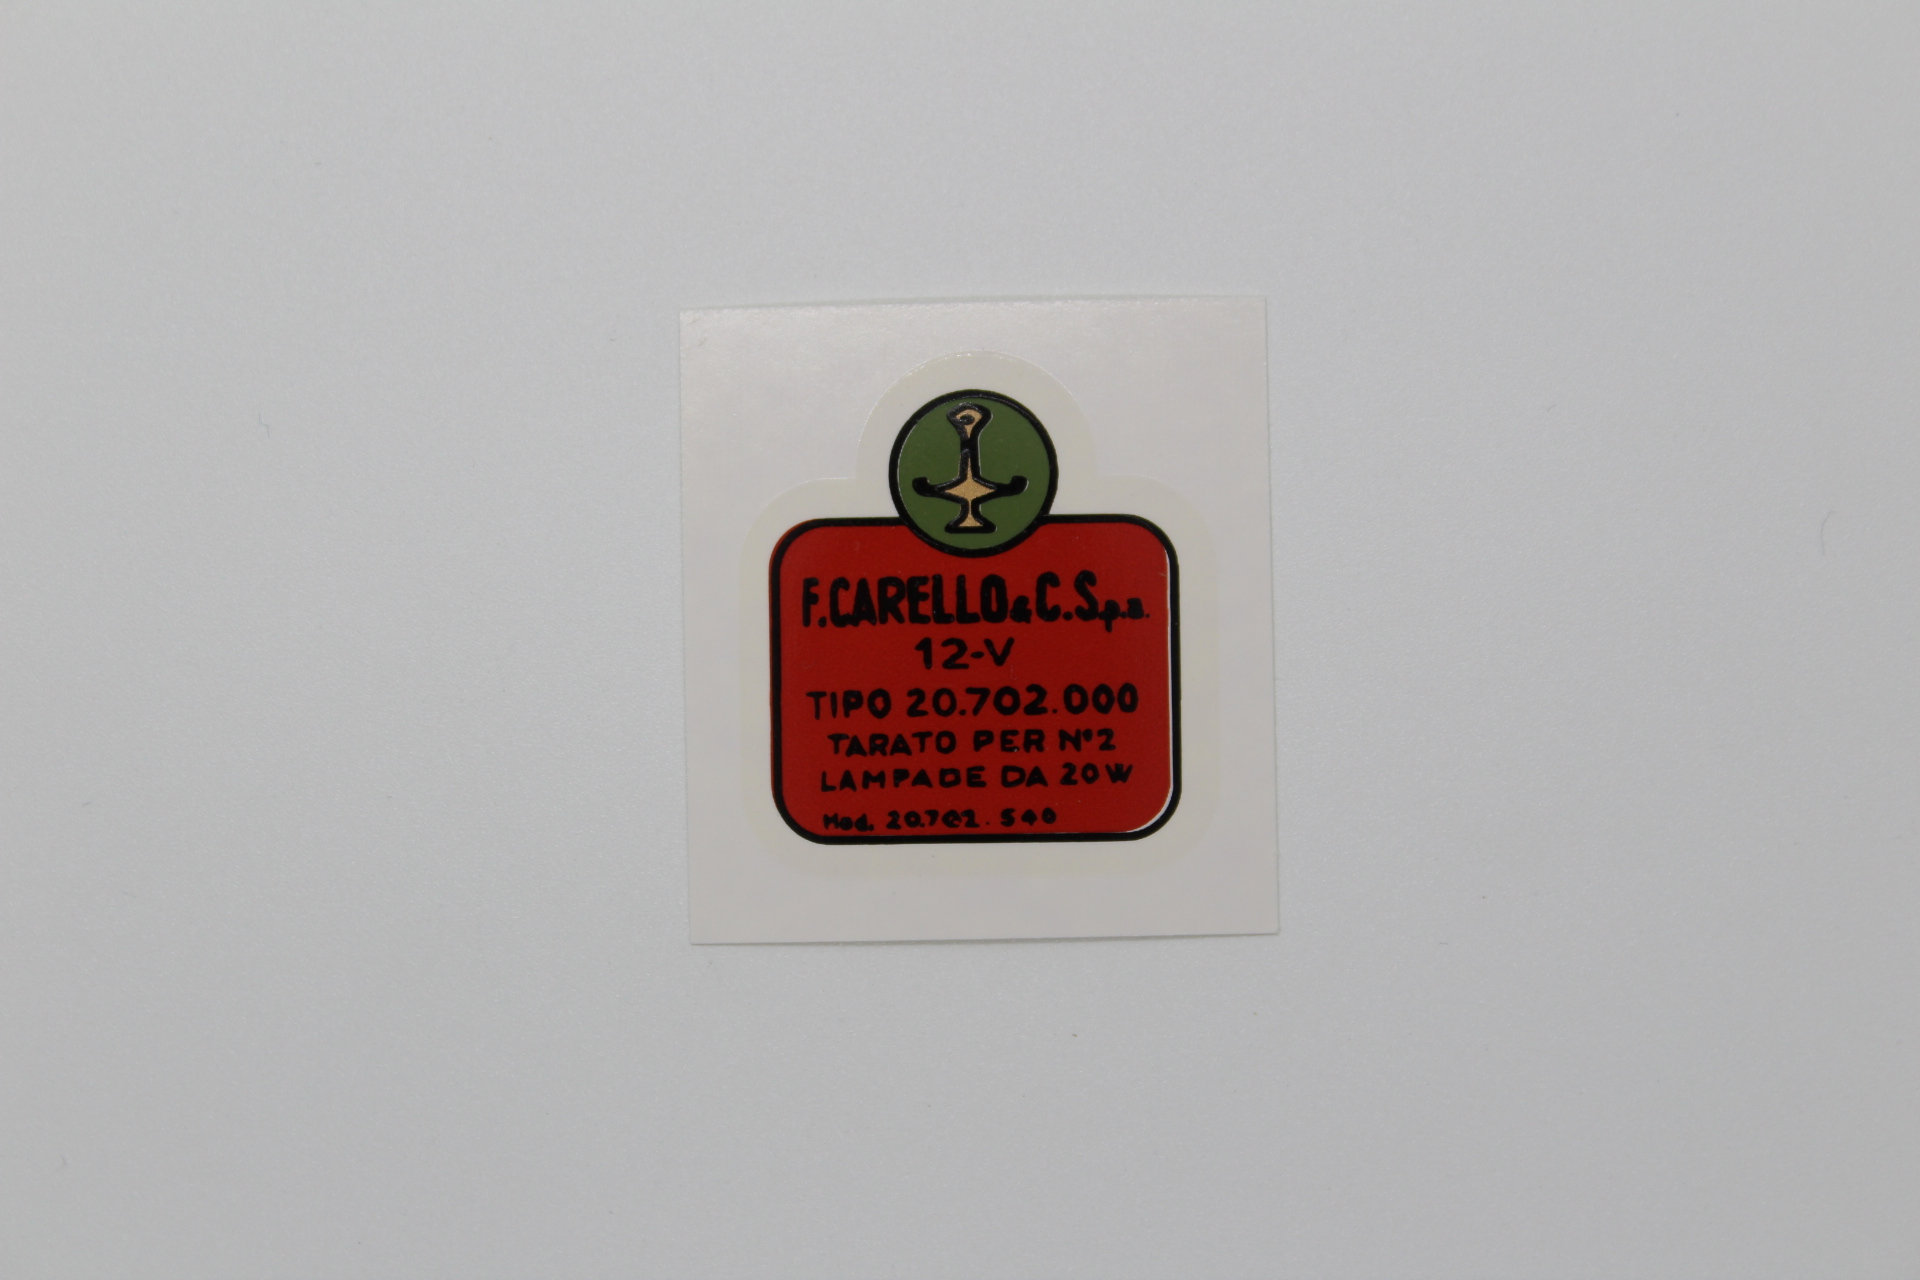 F.CARELLO & C.S.p.a.
12-V
TIPO 20.702.000
TARATO PER N°2
LAMPADE DA 20W
Mod. 20.702.540